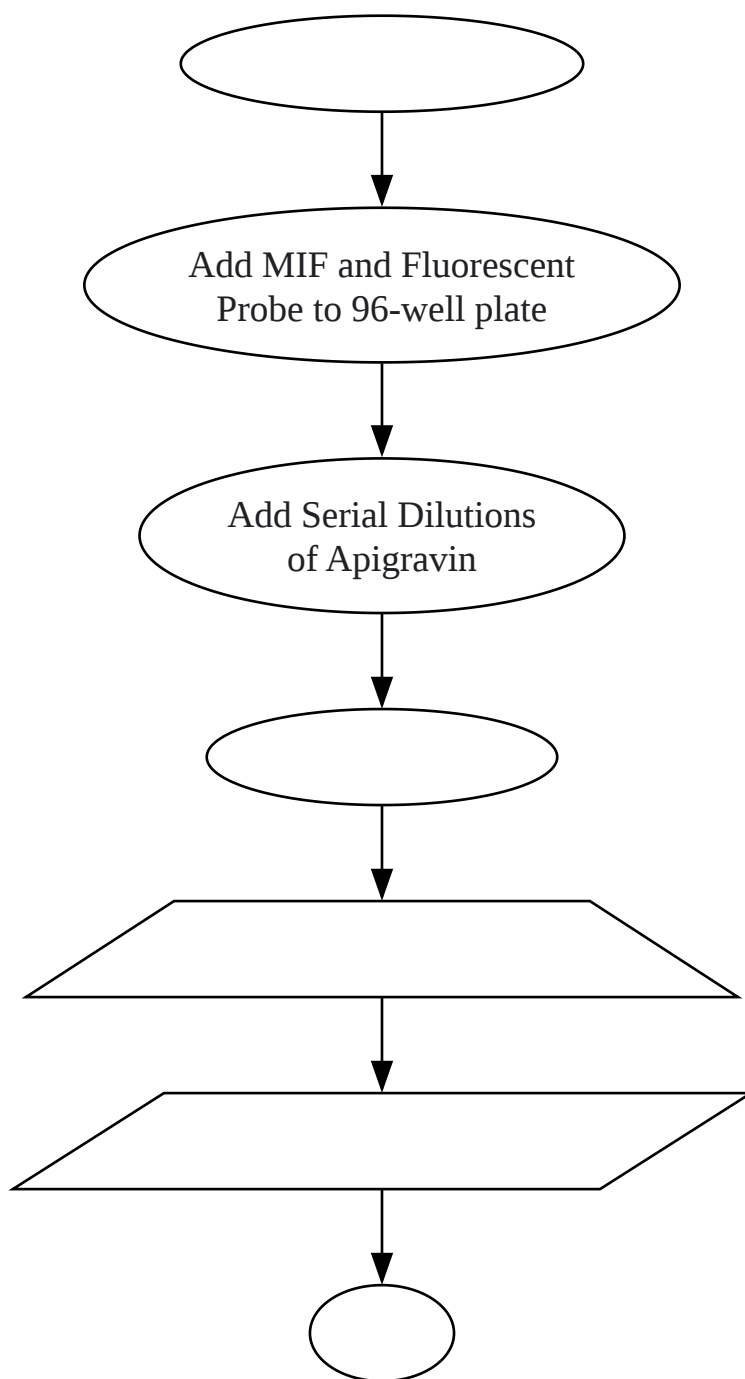 Add MIF and Fluorescent
Probe to 96-well plate
Add Serial Dilutions
of Apigravin